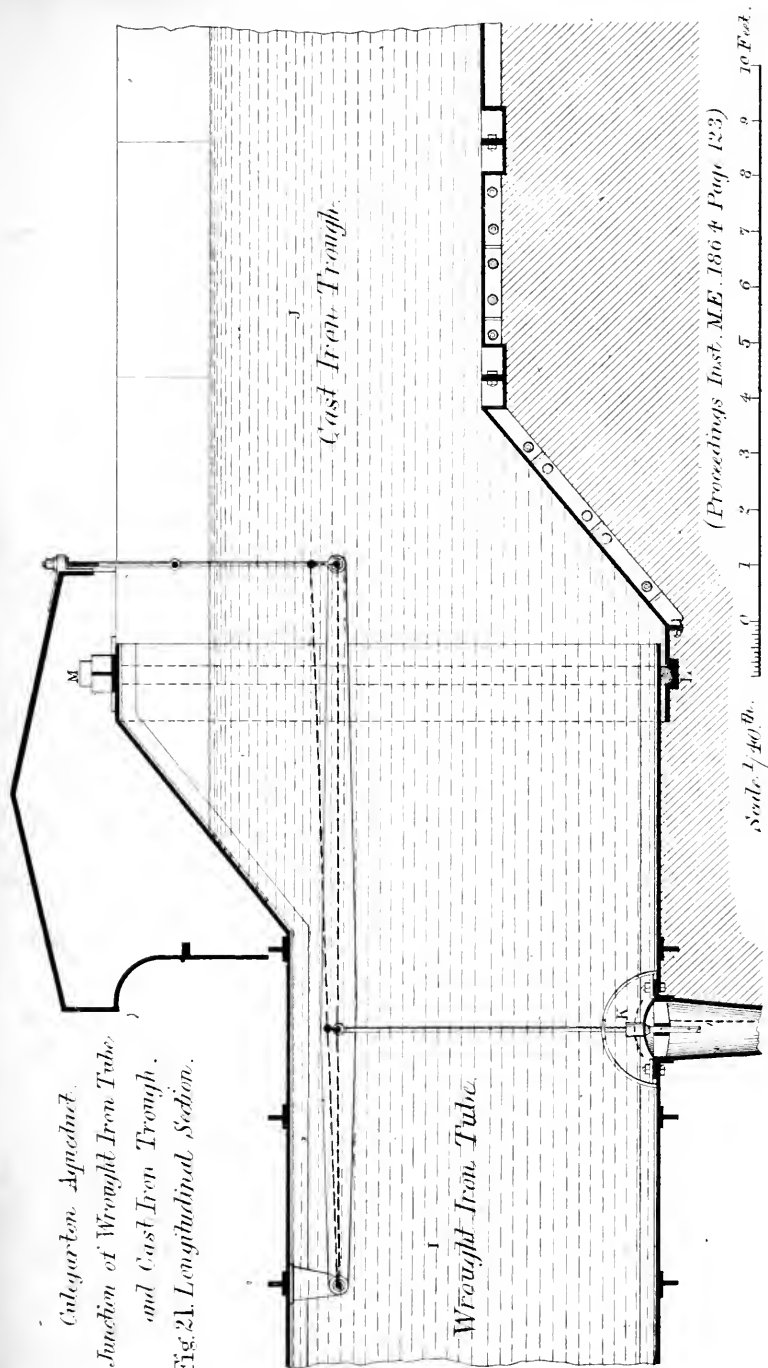 Culegarton Aqueduct.
Junction of Wrought Iron Tube,
and Cast Iron Trough.
Fig. 21. Longitudinal Section.
M
J
Cast Iron Trough.
I
Wrought Iron Tube.
K
L
(Proceedings Inst. M.E. 1864 Page 123)
Scale 1/40th.
0 1 2 3 4 5 6 7 8 9 10 Feet.